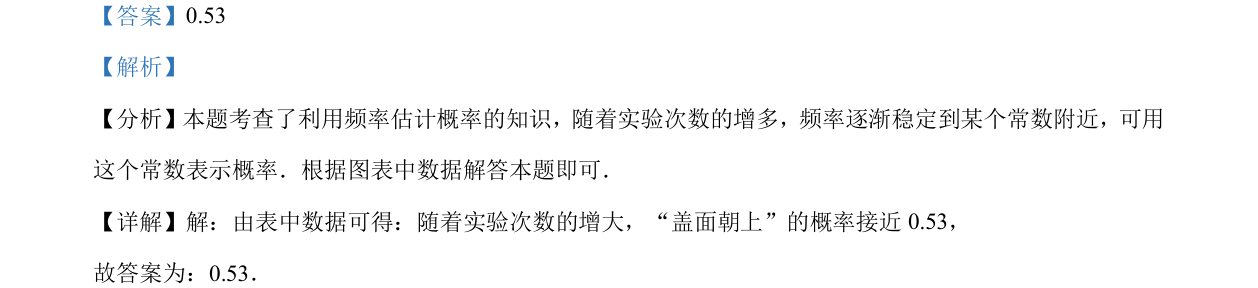 【答案】0.53
【解析】
【分析】本题考查了利用频率估计概率的知识，随着实验次数的增多，频率逐渐稳定到某个常数附近，可用
这个常数表示概率．根据图表中数据解答本题即可．
【详解】解：由表中数据可得：随着实验次数的增大，“盖面朝上”的概率接近 0.53，
故答案为：0.53．